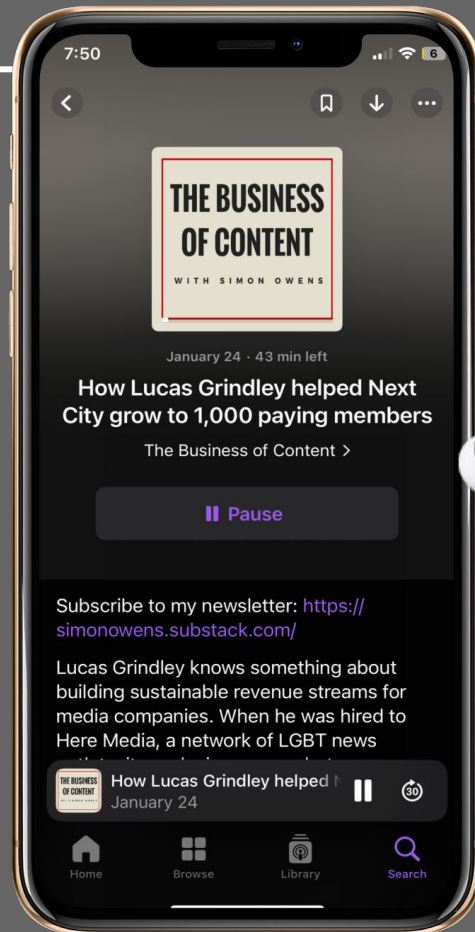 7:50
6
THE BUSINESS
OF CONTENT
WITH SIMON OWENS
January 24 · 43 min left
How Lucas Grindley helped Next
City grow to 1,000 paying members
The Business of Content
Pause
Subscribe to my newsletter: https://
simonowens.substack.com/
Lucas Grindley knows something about
building sustainable revenue streams for
media companies. When he was hired to
Here Media, a network of LGBT news
THE BUSINESS
OF CONTENT
WITH SIMON OWENS
How Lucas Grindley helped
January 24
30
Home
Browse
Library
Search